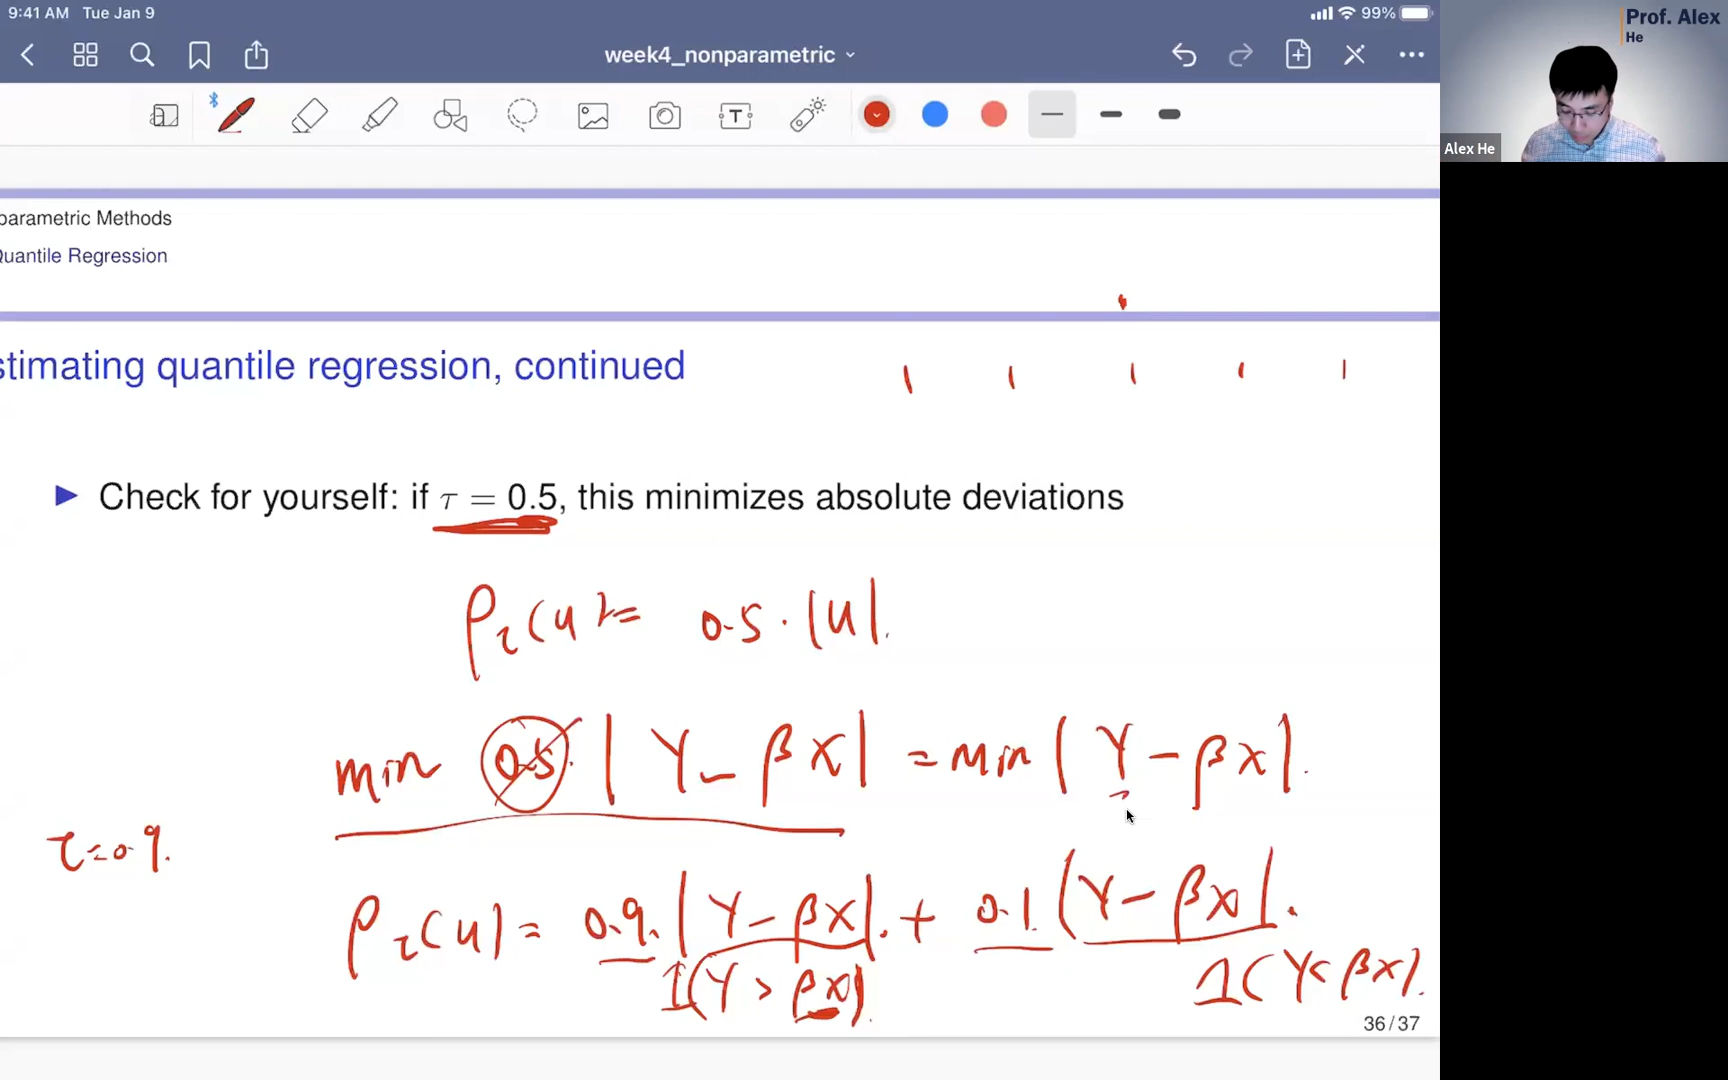 9:41 AM Tue Jan 9
99%
week4_nonparametric
T
Prof. Alex
He
Alex He
parametric Methods
Quantile Regression
stimating quantile regression, continued
Check for yourself: if τ = 0.5, this minimizes absolute deviations
ρτ(u) = 0.5 · |u|.
min 0.5 · | Y - βX| = min | Y - βX|.
τ = 0.9.
ρτ(u) = 0.9. | Y - βX|. + 0.1 | Y - βX|.
1(Y > βX). 1(Y < βX).
36/37